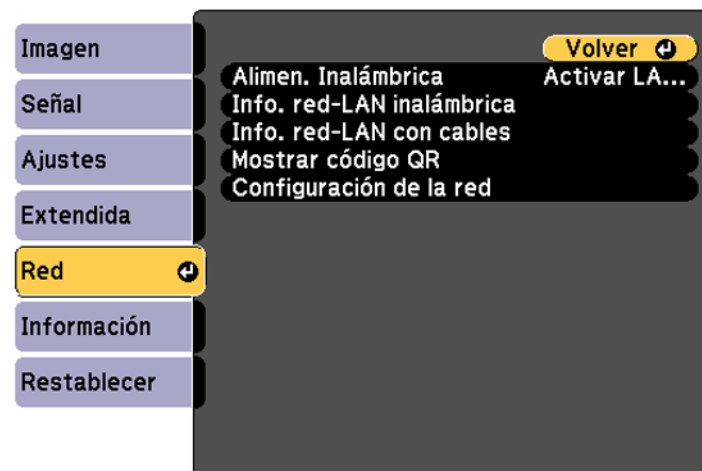 Imagen
Señal
Ajustes
Extendida
Red
Información
Restablecer
Volver
Alimen. Inalámbrica Activar LA...
Info. red-LAN inalámbrica
Info. red-LAN con cables
Mostrar código QR
Configuración de la red